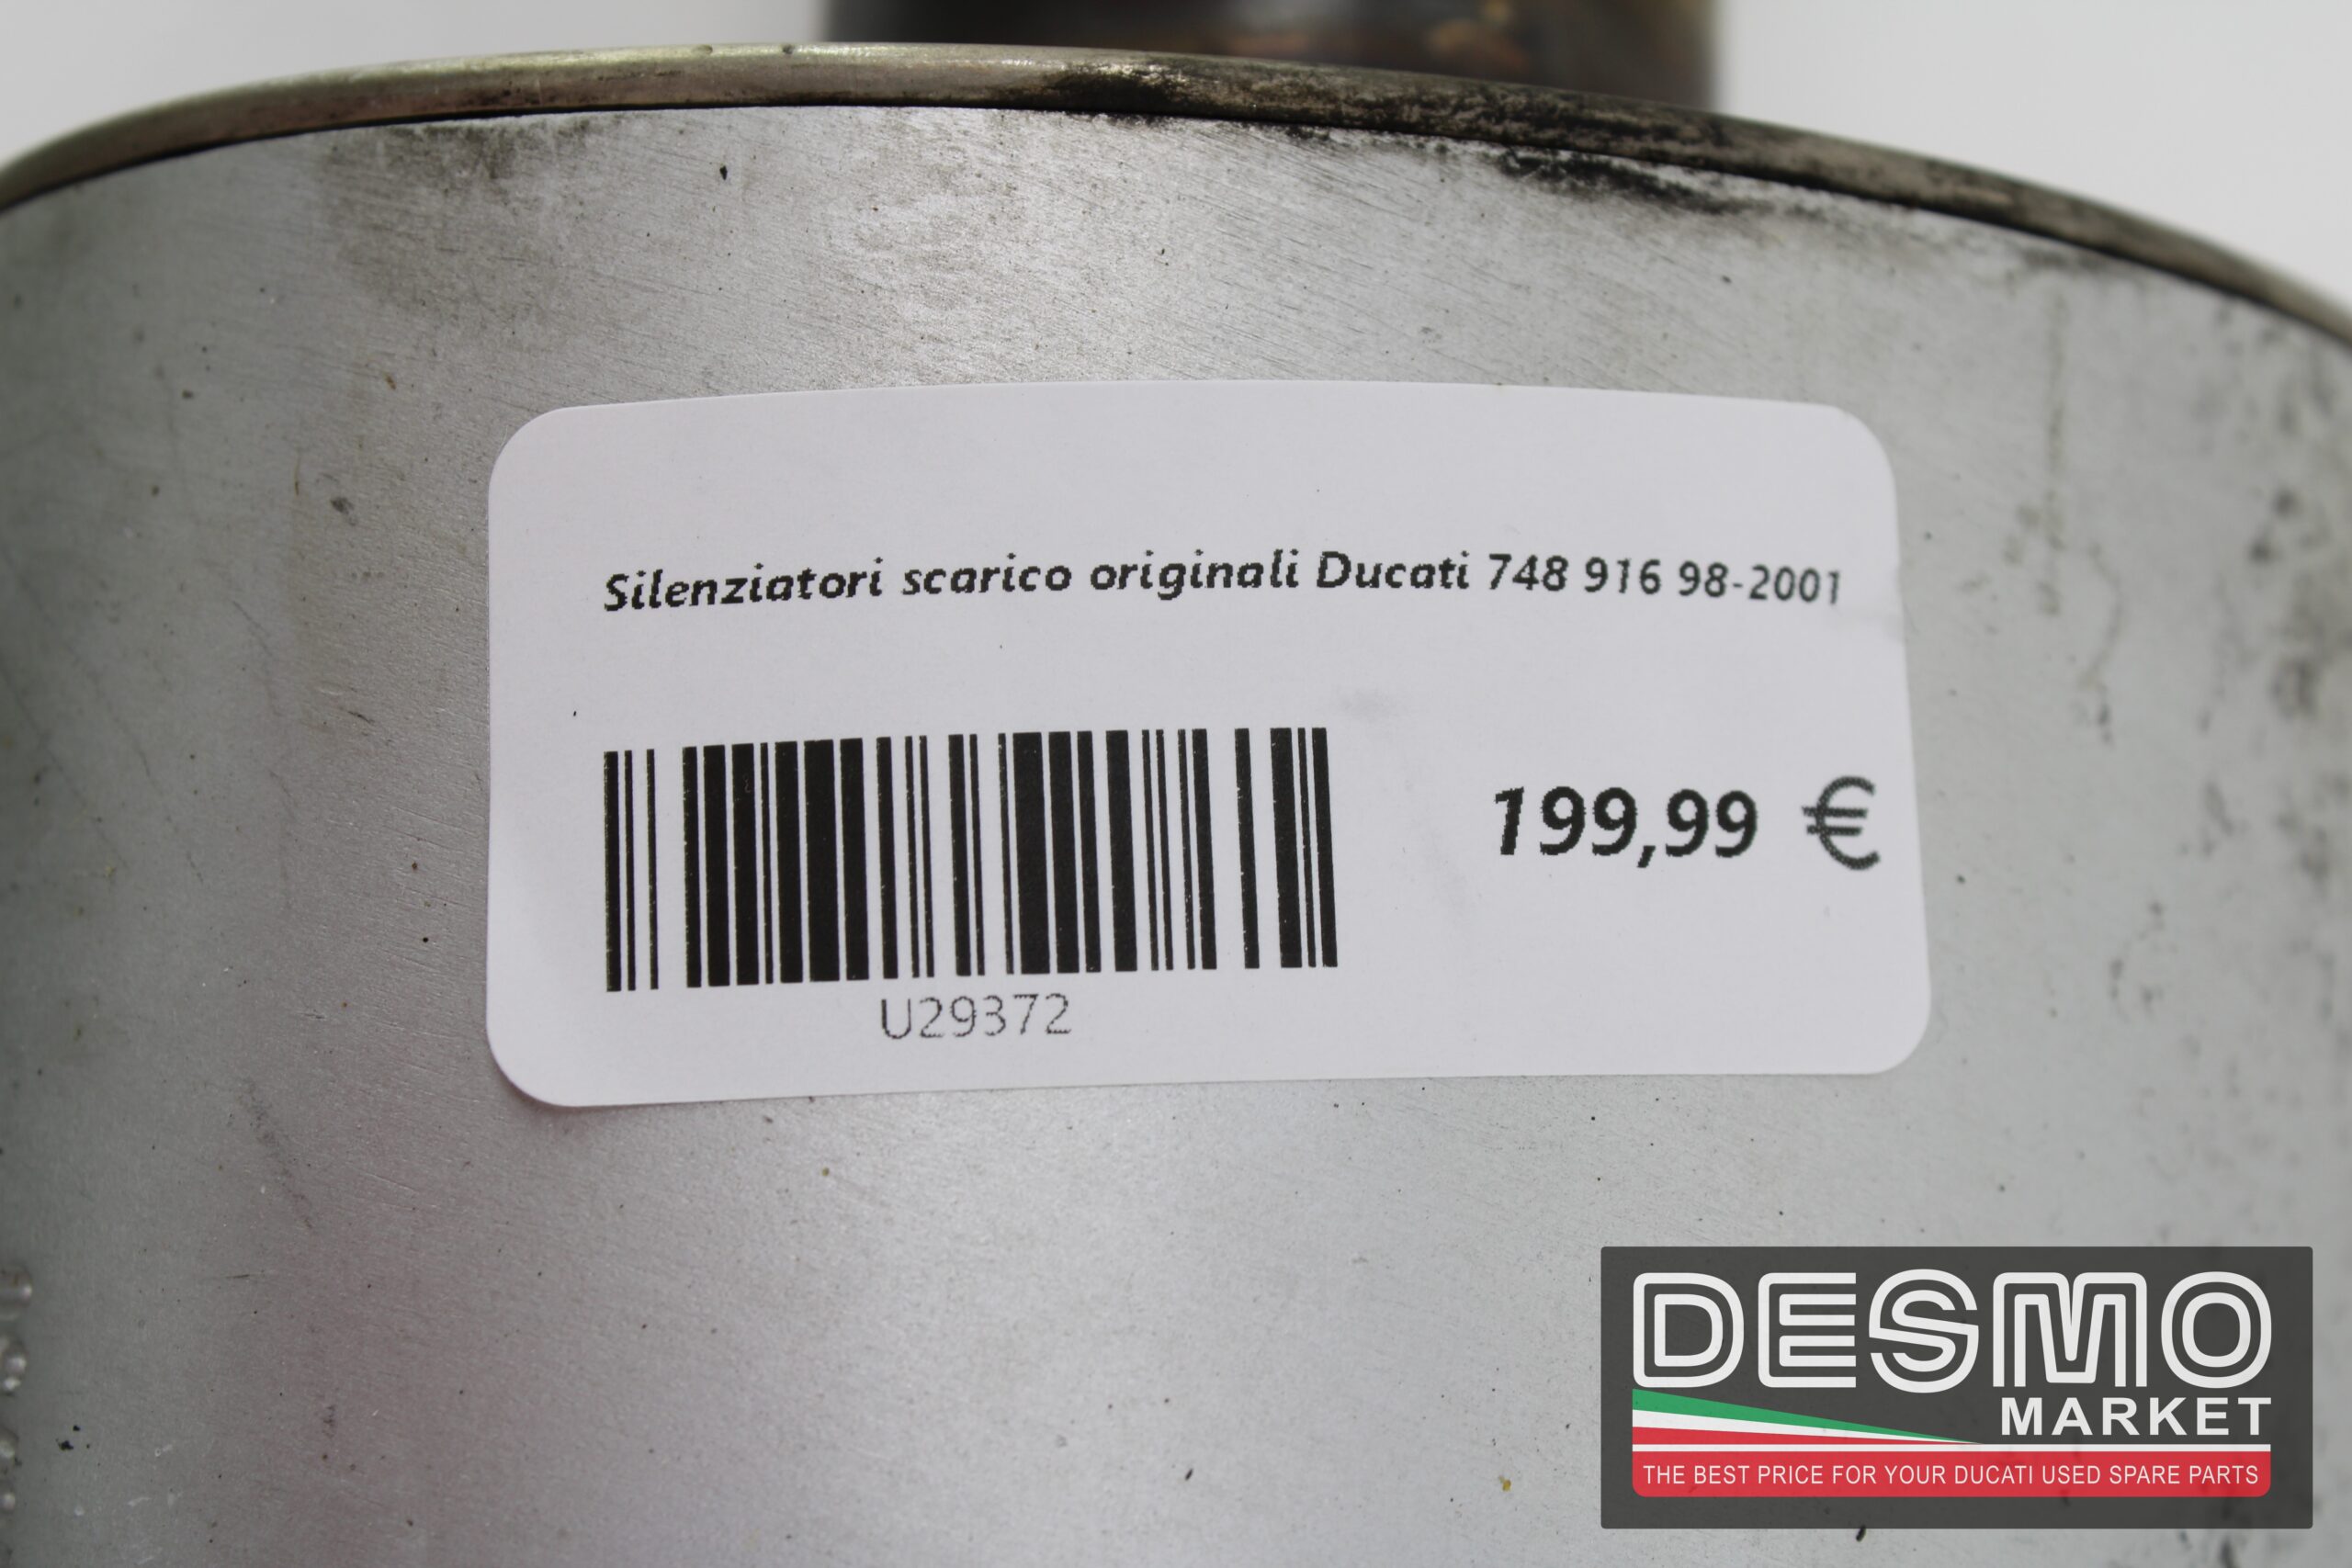 Silenziatori scarico originali Ducati 748 916 98-2001
199,99 €
U29372
DESMO
MARKET
THE BEST PRICE FOR YOUR DUCATI USED SPARE PARTS